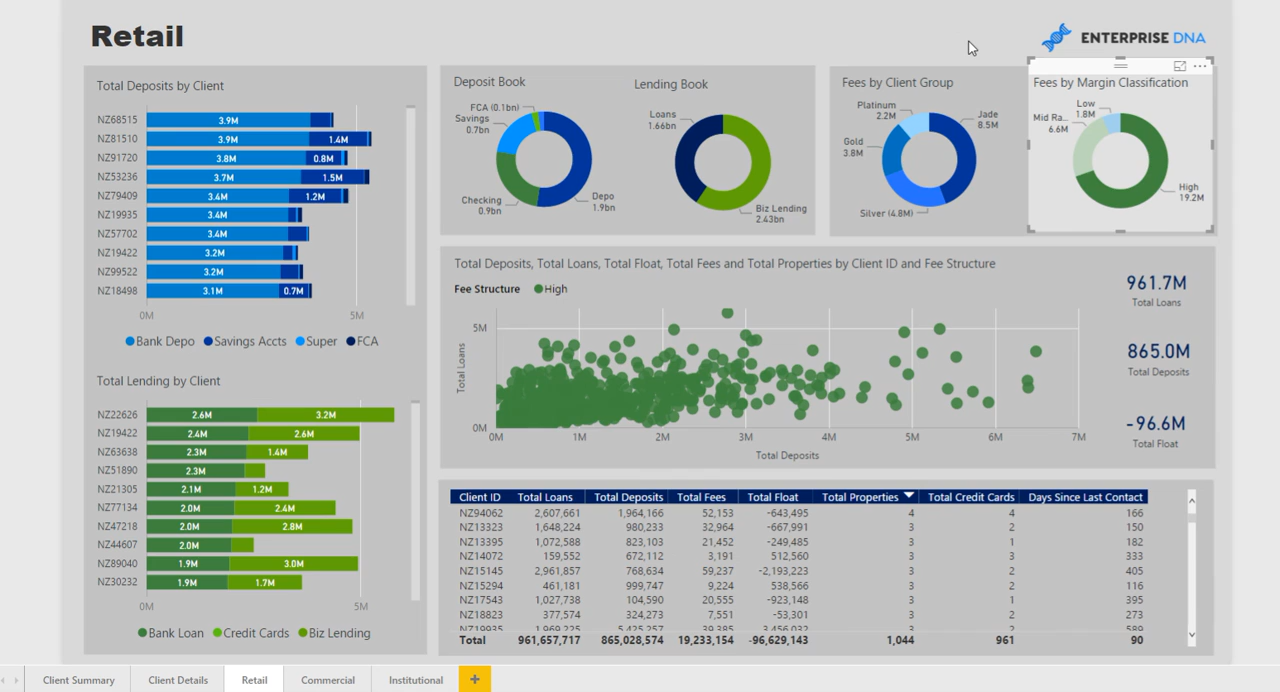 Retail
ENTERPRISE DNA
Total Deposits by Client
NZ68515 3.9M
NZ81510 3.9M 1.4M
NZ91720 3.8M 0.8M
NZ53236 3.7M 1.5M
NZ79409 3.4M 1.2M
NZ19935 3.4M
NZ57702 3.4M
NZ19422 3.2M
NZ99522 3.2M
NZ18498 3.1M 0.7M
0M 5M
Bank Depo Savings Accts Super FCA
Total Lending by Client
NZ22626 2.6M 3.2M
NZ19422 2.4M 2.6M
NZ63638 2.3M 1.4M
NZ51890 2.3M
NZ21305 2.1M 1.2M
NZ77134 2.0M 2.4M
NZ47218 2.0M 2.8M
NZ44607 2.0M
NZ89040 1.9M 3.0M
NZ30232 1.9M 1.7M
0M 5M
Bank Loan Credit Cards Biz Lending
Deposit Book
FCA (0.1bn)
Savings
0.7bn
Checking
0.9bn
Depo
1.9bn
Lending Book
Loans
1.66bn
Biz Lending
2.43bn
Fees by Client Group
Platinum
2.2M
Gold
3.8M
Silver (4.8M)
Jade
8.5M
Fees by Margin Classification
Low
1.8M
Mid Ra...
6.6M
High
19.2M
Total Deposits, Total Loans, Total Float, Total Fees and Total Properties by Client ID and Fee Structure
Fee Structure High
Total Loans
5M
0M
0M 1M 2M 3M 4M 5M 6M 7M
Total Deposits
961.7M
Total Loans
865.0M
Total Deposits
-96.6M
Total Float
Client ID Total Loans Total Deposits Total Fees Total Float Total Properties Total Credit Cards Days Since Last Contact
NZ94062 2,607,661 1,964,166 52,153 -643,495 4 4 166
NZ13323 1,648,224 980,233 32,964 -667,991 3 2 150
NZ13395 1,072,588 823,103 21,452 -249,485 3 1 182
NZ14072 159,552 672,112 3,191 512,560 3 3 333
NZ15145 2,961,857 768,634 59,237 -2,193,223 3 2 405
NZ15294 461,181 999,747 9,224 538,566 3 2 116
NZ17543 1,027,738 104,590 20,555 -923,148 3 1 395
NZ18823 377,574 324,273 7,551 -53,301 3 2 273
NZ19935 1,969,225 5,425,257 39,385 3,456,032 3 2 589
Total 961,657,717 865,028,574 19,233,154 -96,629,143 1,044 961 90
Client Summary Client Details Retail Commercial Institutional +